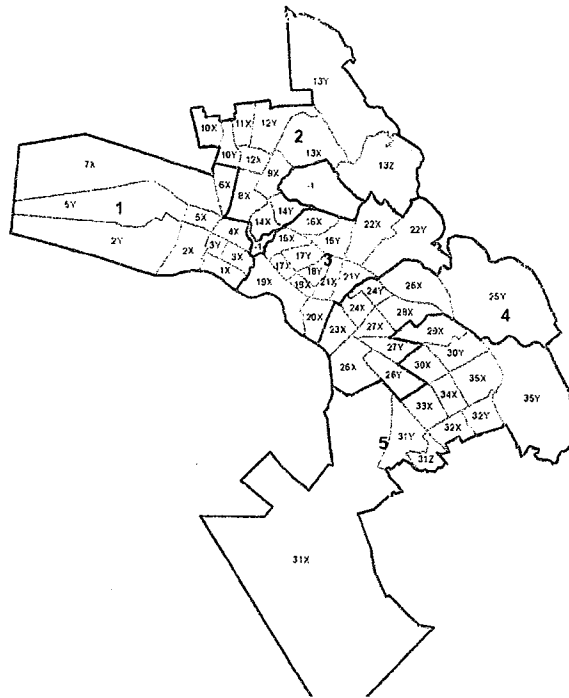 13Y
10X 11X 12Y
2
10Y 12X 13X
13Z
7X
9X
6X
8X
-1
5Y 1
5X
14Y
14X
16X
22X
22Y
2Y
4X
15X
15Y
2X 3Y
3X
-1
17Y 3
1X
17X
18Y
21Y
19X
21X
24Y
26X
25Y
20X
24X
28X
4
23X
27X
29X
27Y
30Y
26X
26Y
30X
35X
34X
35Y
33X
32Y
5
31Y
32X
31Z
31X